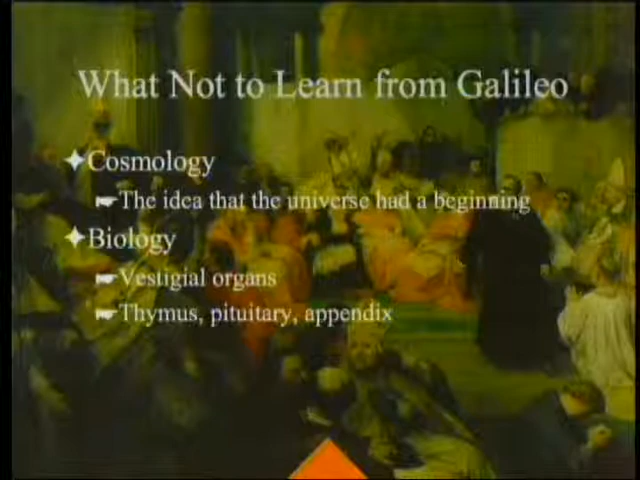 What Not to Learn from Galileo
Cosmology
The idea that the universe had a beginning
Biology
Vestigial organs
Thymus, pituitary, appendix